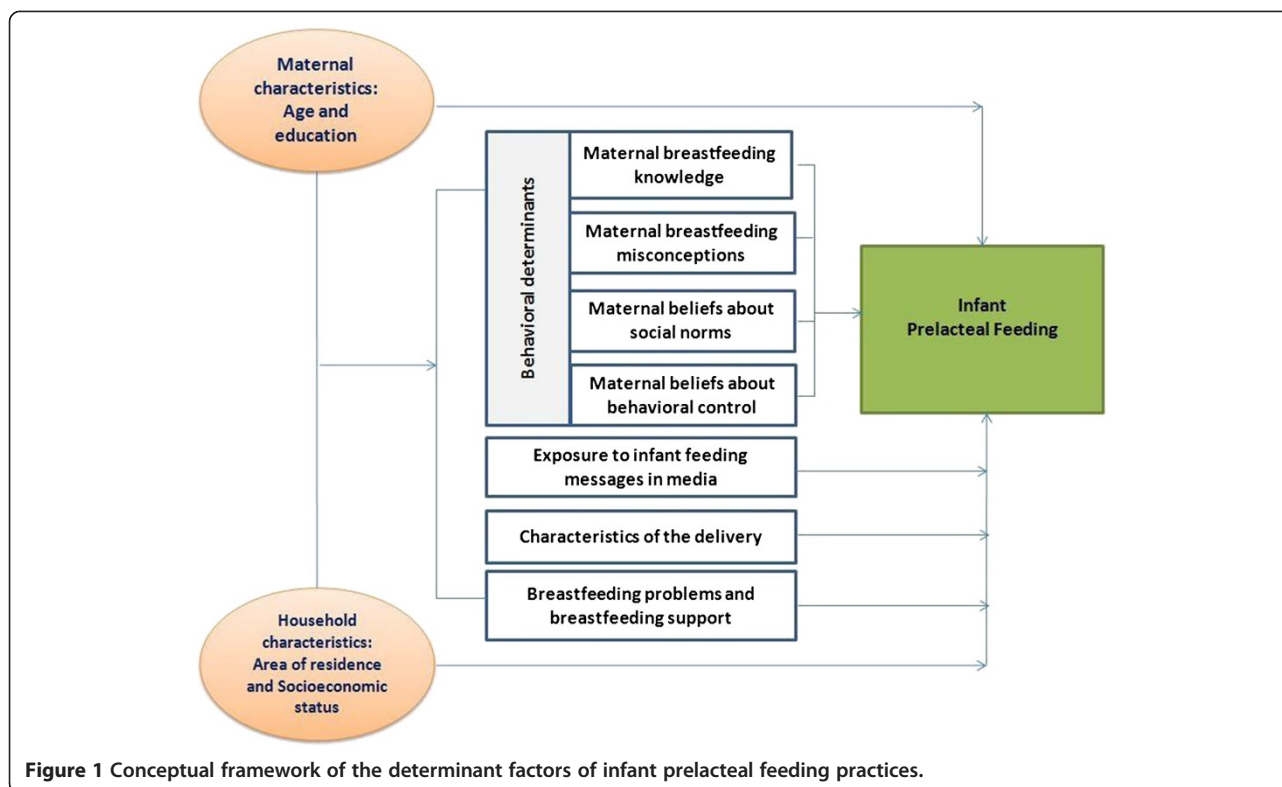 Maternal
characteristics:
Age and
education
Behavioral determinants
Maternal breastfeeding
knowledge
Maternal breastfeeding
misconceptions
Maternal beliefs about
social norms
Maternal beliefs about
behavioral control
Exposure to infant feeding
messages in media
Characteristics of the delivery
Breastfeeding problems and
breastfeeding support
Infant
Prelacteal Feeding
Household
characteristics:
Area of residence
and Socioeconomic
status
Figure 1 Conceptual framework of the determinant factors of infant prelacteal feeding practices.